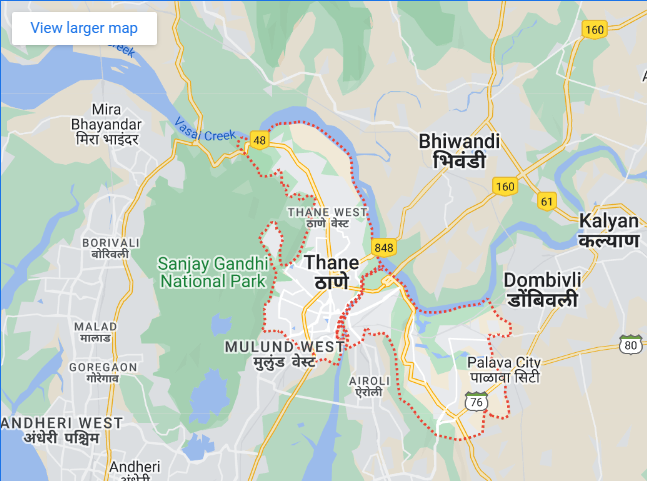 View larger map
Creek
160
Mira
Bhayandar
मिरा भाइंदर
Vasai Creek
48
Bhiwandi
भिवंडी
160
61
Kalyan
कल्याण
THANE WEST
ठाणे वेस्ट
848
BORIVALI
बोरिवली
Sanjay Gandhi
National Park
Thane
ठाणे
Dombivli
डोंबिवली
MALAD
मालाड
MULUND WEST
मुलुंड वेस्ट
80
GOREGAON
गोरेगाव
Palava City
पाळावा सिटी
AIROLI
ऐरोली
76
ANDHERI WEST
अंधेरी पश्चिम
Andheri